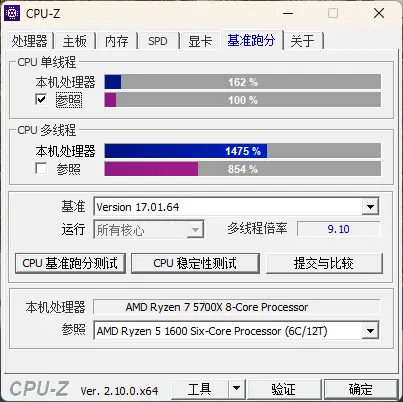 CPU-Z
处理器 主板 内存 SPD 显卡 基准跑分 关于
CPU 单线程
本机处理器 162 %
参照 100 %
CPU 多线程
本机处理器 1475 %
参照 854 %
基准 Version 17.01.64
运行 所有核心 多线程倍率 9.10
CPU 基准跑分测试 CPU 稳定性测试 提交与比较
本机处理器 AMD Ryzen 7 5700X 8-Core Processor
参照 AMD Ryzen 5 1600 Six-Core Processor (6C/12T)
CPU-Z Ver. 2.10.0.x64 工具 验证 确定